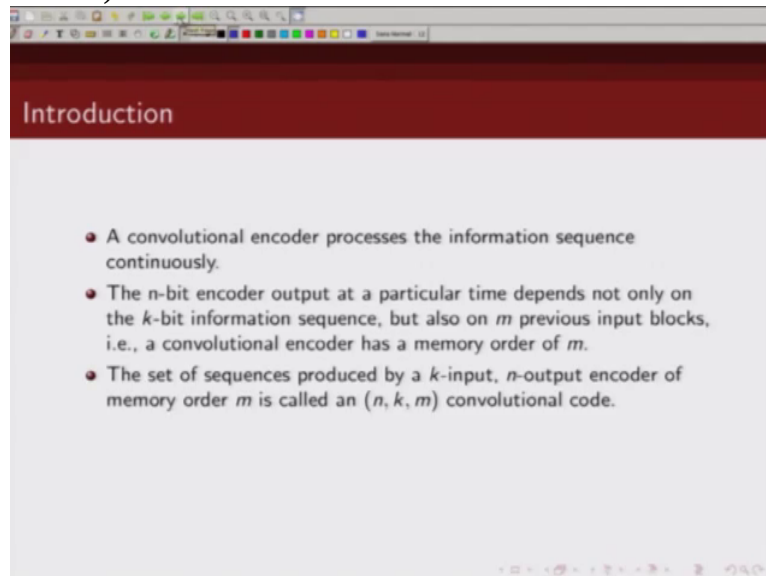 Introduction
A convolutional encoder processes the information sequence
continuously.
The n-bit encoder output at a particular time depends not only on
the k-bit information sequence, but also on m previous input blocks,
i.e., a convolutional encoder has a memory order of m.
The set of sequences produced by a k-input, n-output encoder of
memory order m is called an (n, k, m) convolutional code.